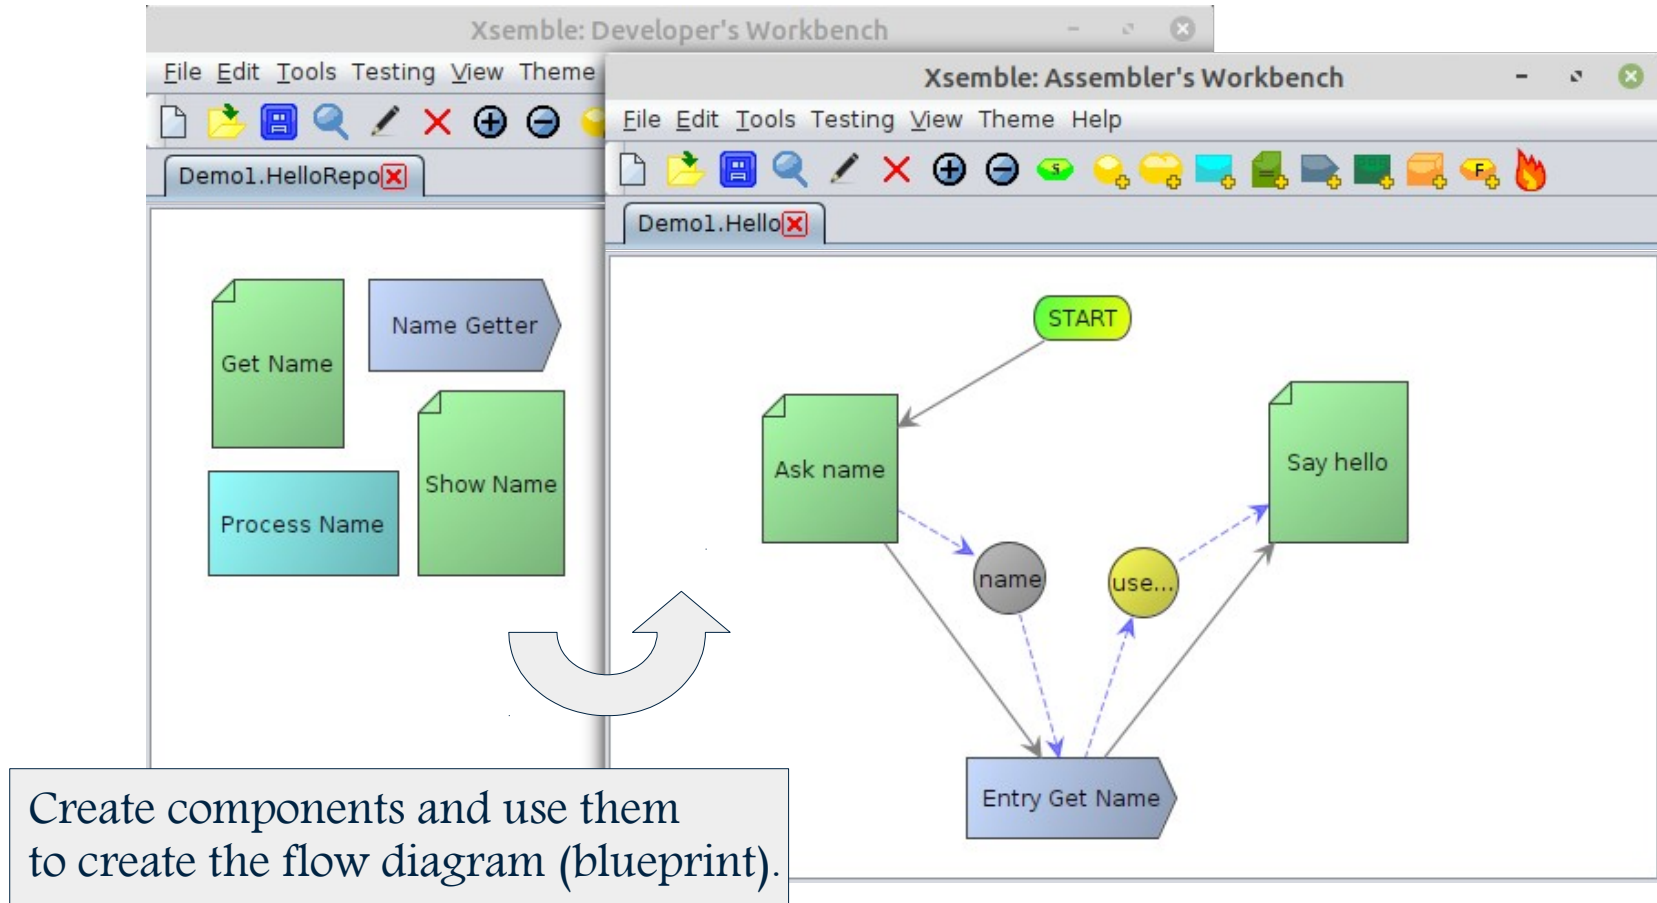 Xsemble: Developer's Workbench
File Edit Tools Testing View Theme
Demo1.HelloRepo
Get Name
Name Getter
Show Name
Process Name
Xsemble: Assembler's Workbench
File Edit Tools Testing View Theme Help
S
F
Demo1.Hello
START
Ask name
Say hello
name
use...
Entry Get Name
Create components and use them
to create the flow diagram (blueprint).